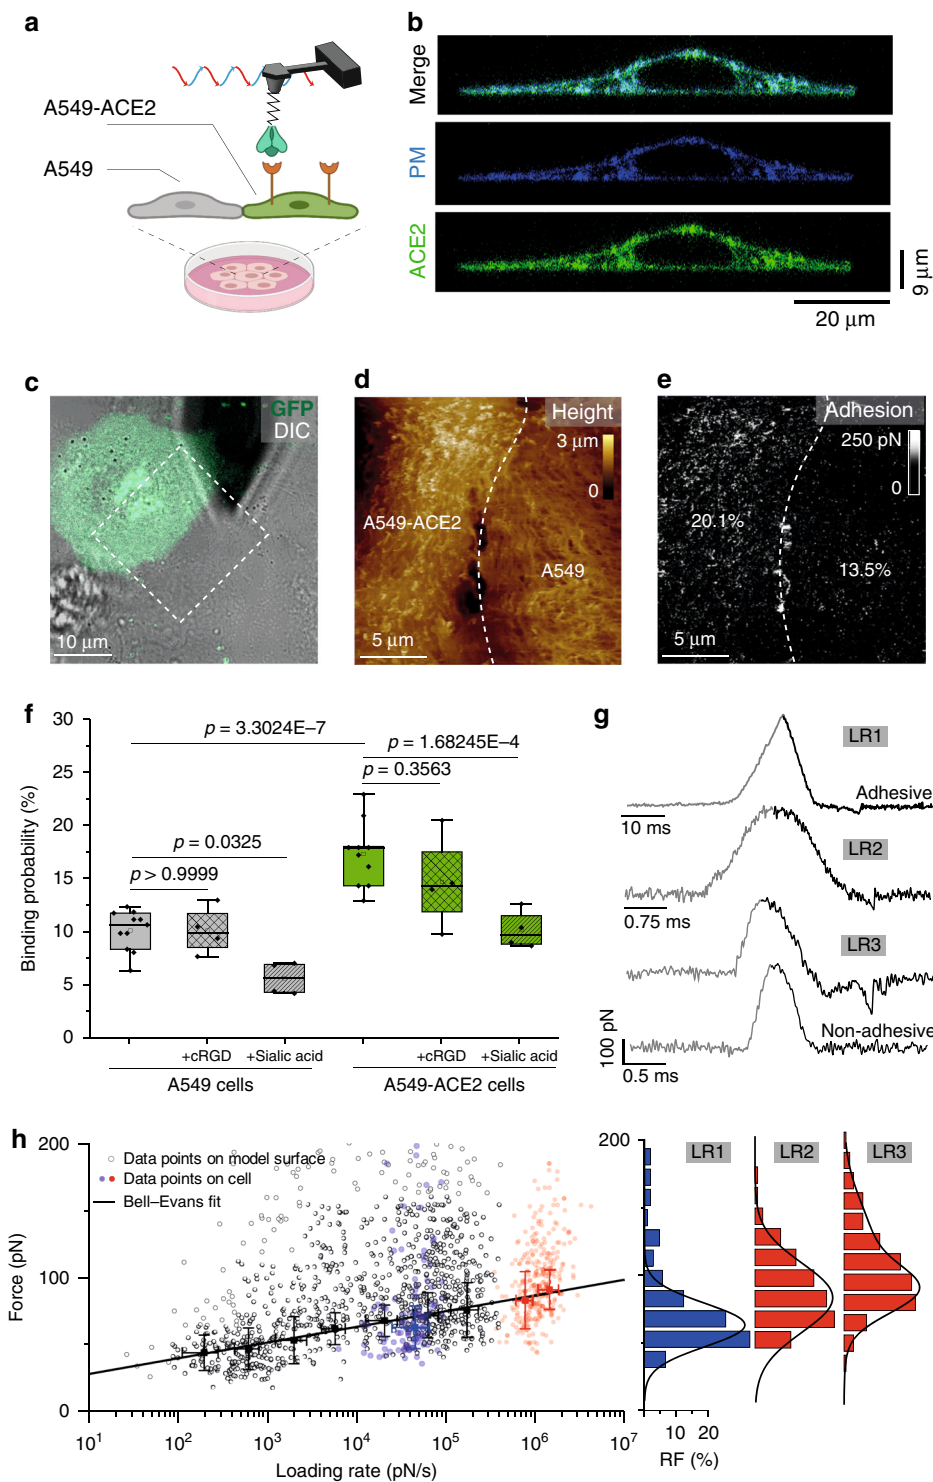 a
A549-ACE2
A549
b
Merge
PM
ACE2
9 µm
20 µm
c
GFP
DIC
10 µm
d
Height
3 µm
0
A549-ACE2
A549
5 µm
e
Adhesion
250 pN
0
20.1%
13.5%
5 µm
f
Binding probability (%)
30
25
20
15
10
5
0
p = 3.3024E–7
p = 1.68245E–4
p = 0.3563
p = 0.0325
p > 0.9999
+cRGD
+Sialic acid
+cRGD
+Sialic acid
A549 cells
A549-ACE2 cells
g
LR1
Adhesive
10 ms
LR2
0.75 ms
LR3
Non-adhesive
100 pN
0.5 ms
h
Force (pN)
200
100
0
Data points on model surface
Data points on cell
Bell–Evans fit
10¹ 10² 10³ 10⁴ 10⁵ 10⁶ 10⁷
Loading rate (pN/s)
200
LR1
LR2
LR3
0
10 20
RF (%)